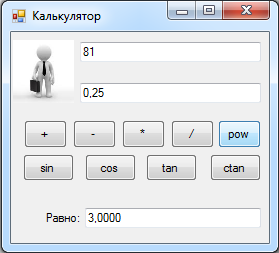 Калькулятор
81
0,25
+ - * / pow
sin cos tan ctan
Равно: 3,0000